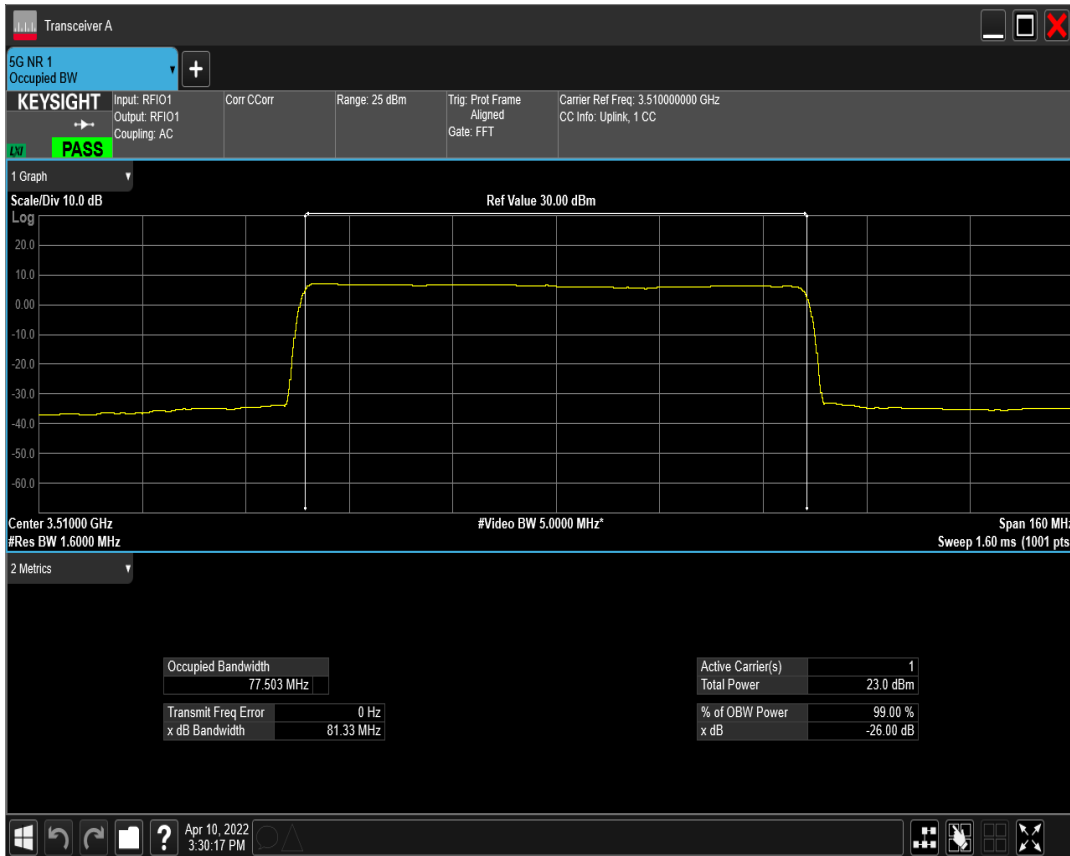 Transceiver A
5G NR 1
Occupied BW
KEYSIGHT
LXI
PASS
Input: RFIO1
Output: RFIO1
Coupling: AC
Corr CCorr
Range: 25 dBm
Trig: Prot Frame
Aligned
Gate: FFT
Carrier Ref Freq: 3.510000000 GHz
CC Info: Uplink, 1 CC
1 Graph
Scale/Div 10.0 dB
Ref Value 30.00 dBm
Log
20.0
10.0
0.00
-10.0
-20.0
-30.0
-40.0
-50.0
-60.0
Center 3.51000 GHz
#Video BW 5.0000 MHz*
Span 160 MHz
#Res BW 1.6000 MHz
Sweep 1.60 ms (1001 pts
2 Metrics
Occupied Bandwidth
77.503 MHz
Transmit Freq Error 0 Hz
x dB Bandwidth 81.33 MHz
Active Carrier(s) 1
Total Power 23.0 dBm
% of OBW Power 99.00 %
x dB -26.00 dB
?
Apr 10, 2022
3:30:17 PM